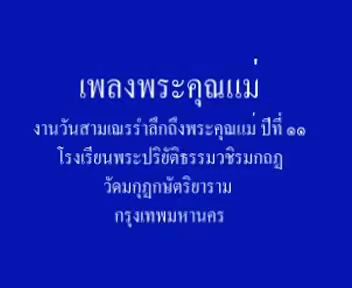 เพลงพระคุณแม่
งานวันสามเณรรำลึกถึงพระคุณแม่ ปีที่ ๑๑
โรงเรียนพระปริยัติธรรมวชิรมกุฏ
วัดมกุฏกษัตริยาราม
กรุงเทพมหานคร